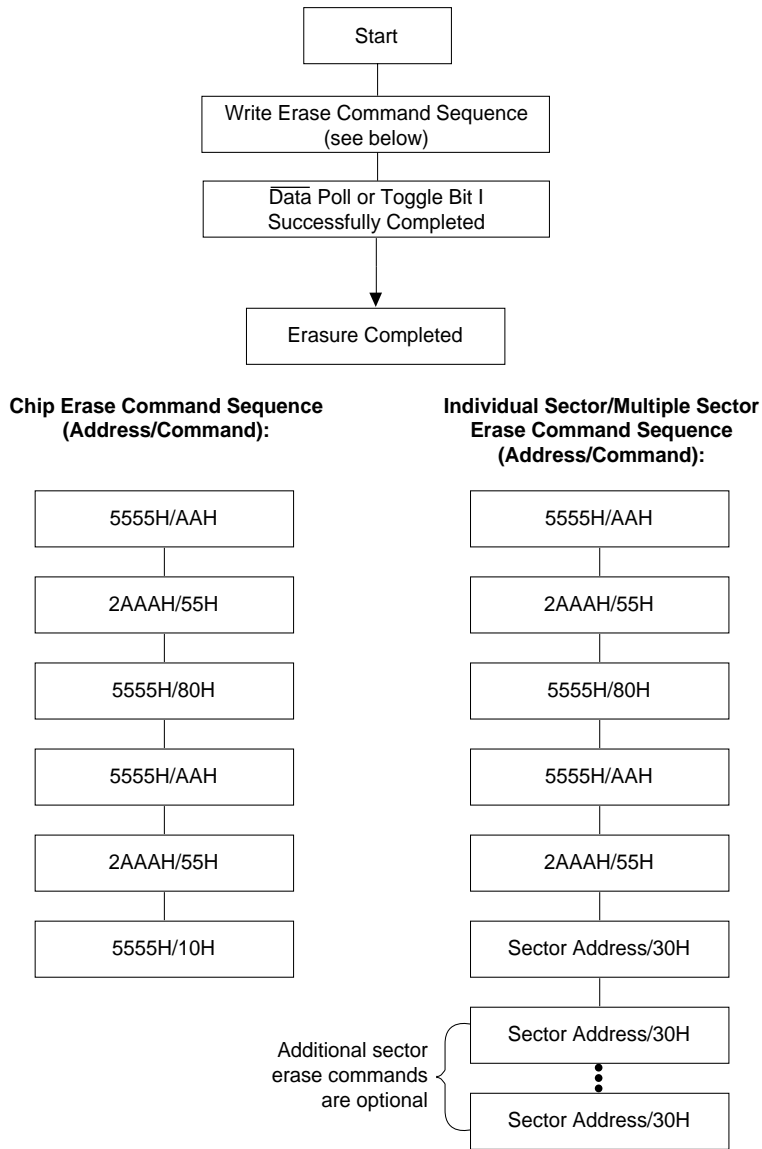 Start
Write Erase Command Sequence
(see below)
Data Poll or Toggle Bit I
Successfully Completed
Erasure Completed
Chip Erase Command Sequence
(Address/Command):
5555H/AAH
2AAAH/55H
5555H/80H
5555H/AAH
2AAAH/55H
5555H/10H
Individual Sector/Multiple Sector
Erase Command Sequence
(Address/Command):
5555H/AAH
2AAAH/55H
5555H/80H
5555H/AAH
2AAAH/55H
Sector Address/30H
Sector Address/30H
Sector Address/30H
Additional sector
erase commands
are optional